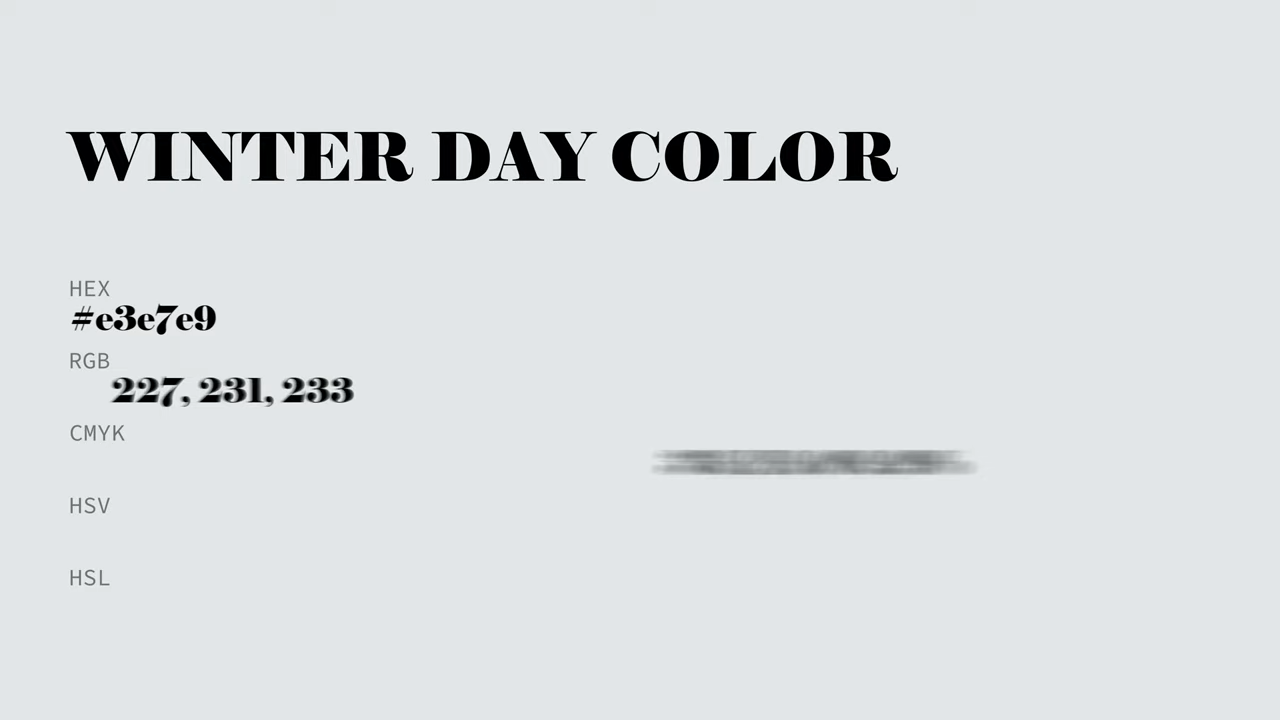 WINTER DAY COLOR
HEX
#e3e7e9
RGB
227, 231, 233
CMYK
HSV
HSL